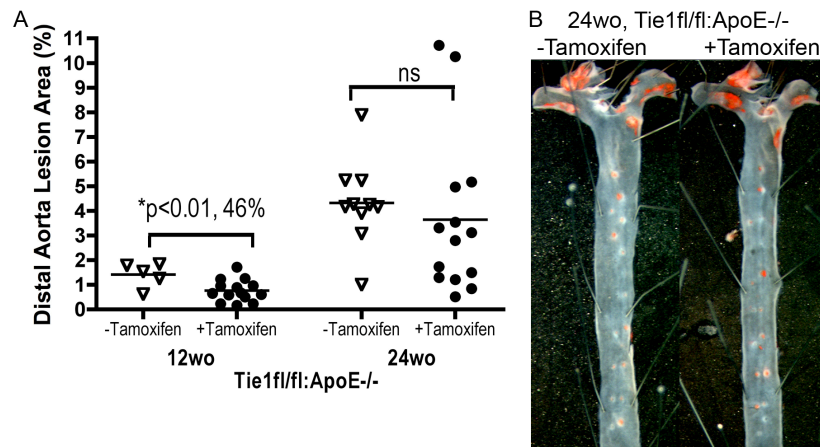 A
Distal Aorta Lesion Area (%)
11
10
9
8
7
6
5
4
3
2
1
0
*p<0.01, 46%
ns
-Tamoxifen +Tamoxifen -Tamoxifen +Tamoxifen
12wo 24wo
Tie1fl/fl:ApoE-/-
B 24wo, Tie1fl/fl:ApoE-/-
-Tamoxifen +Tamoxifen